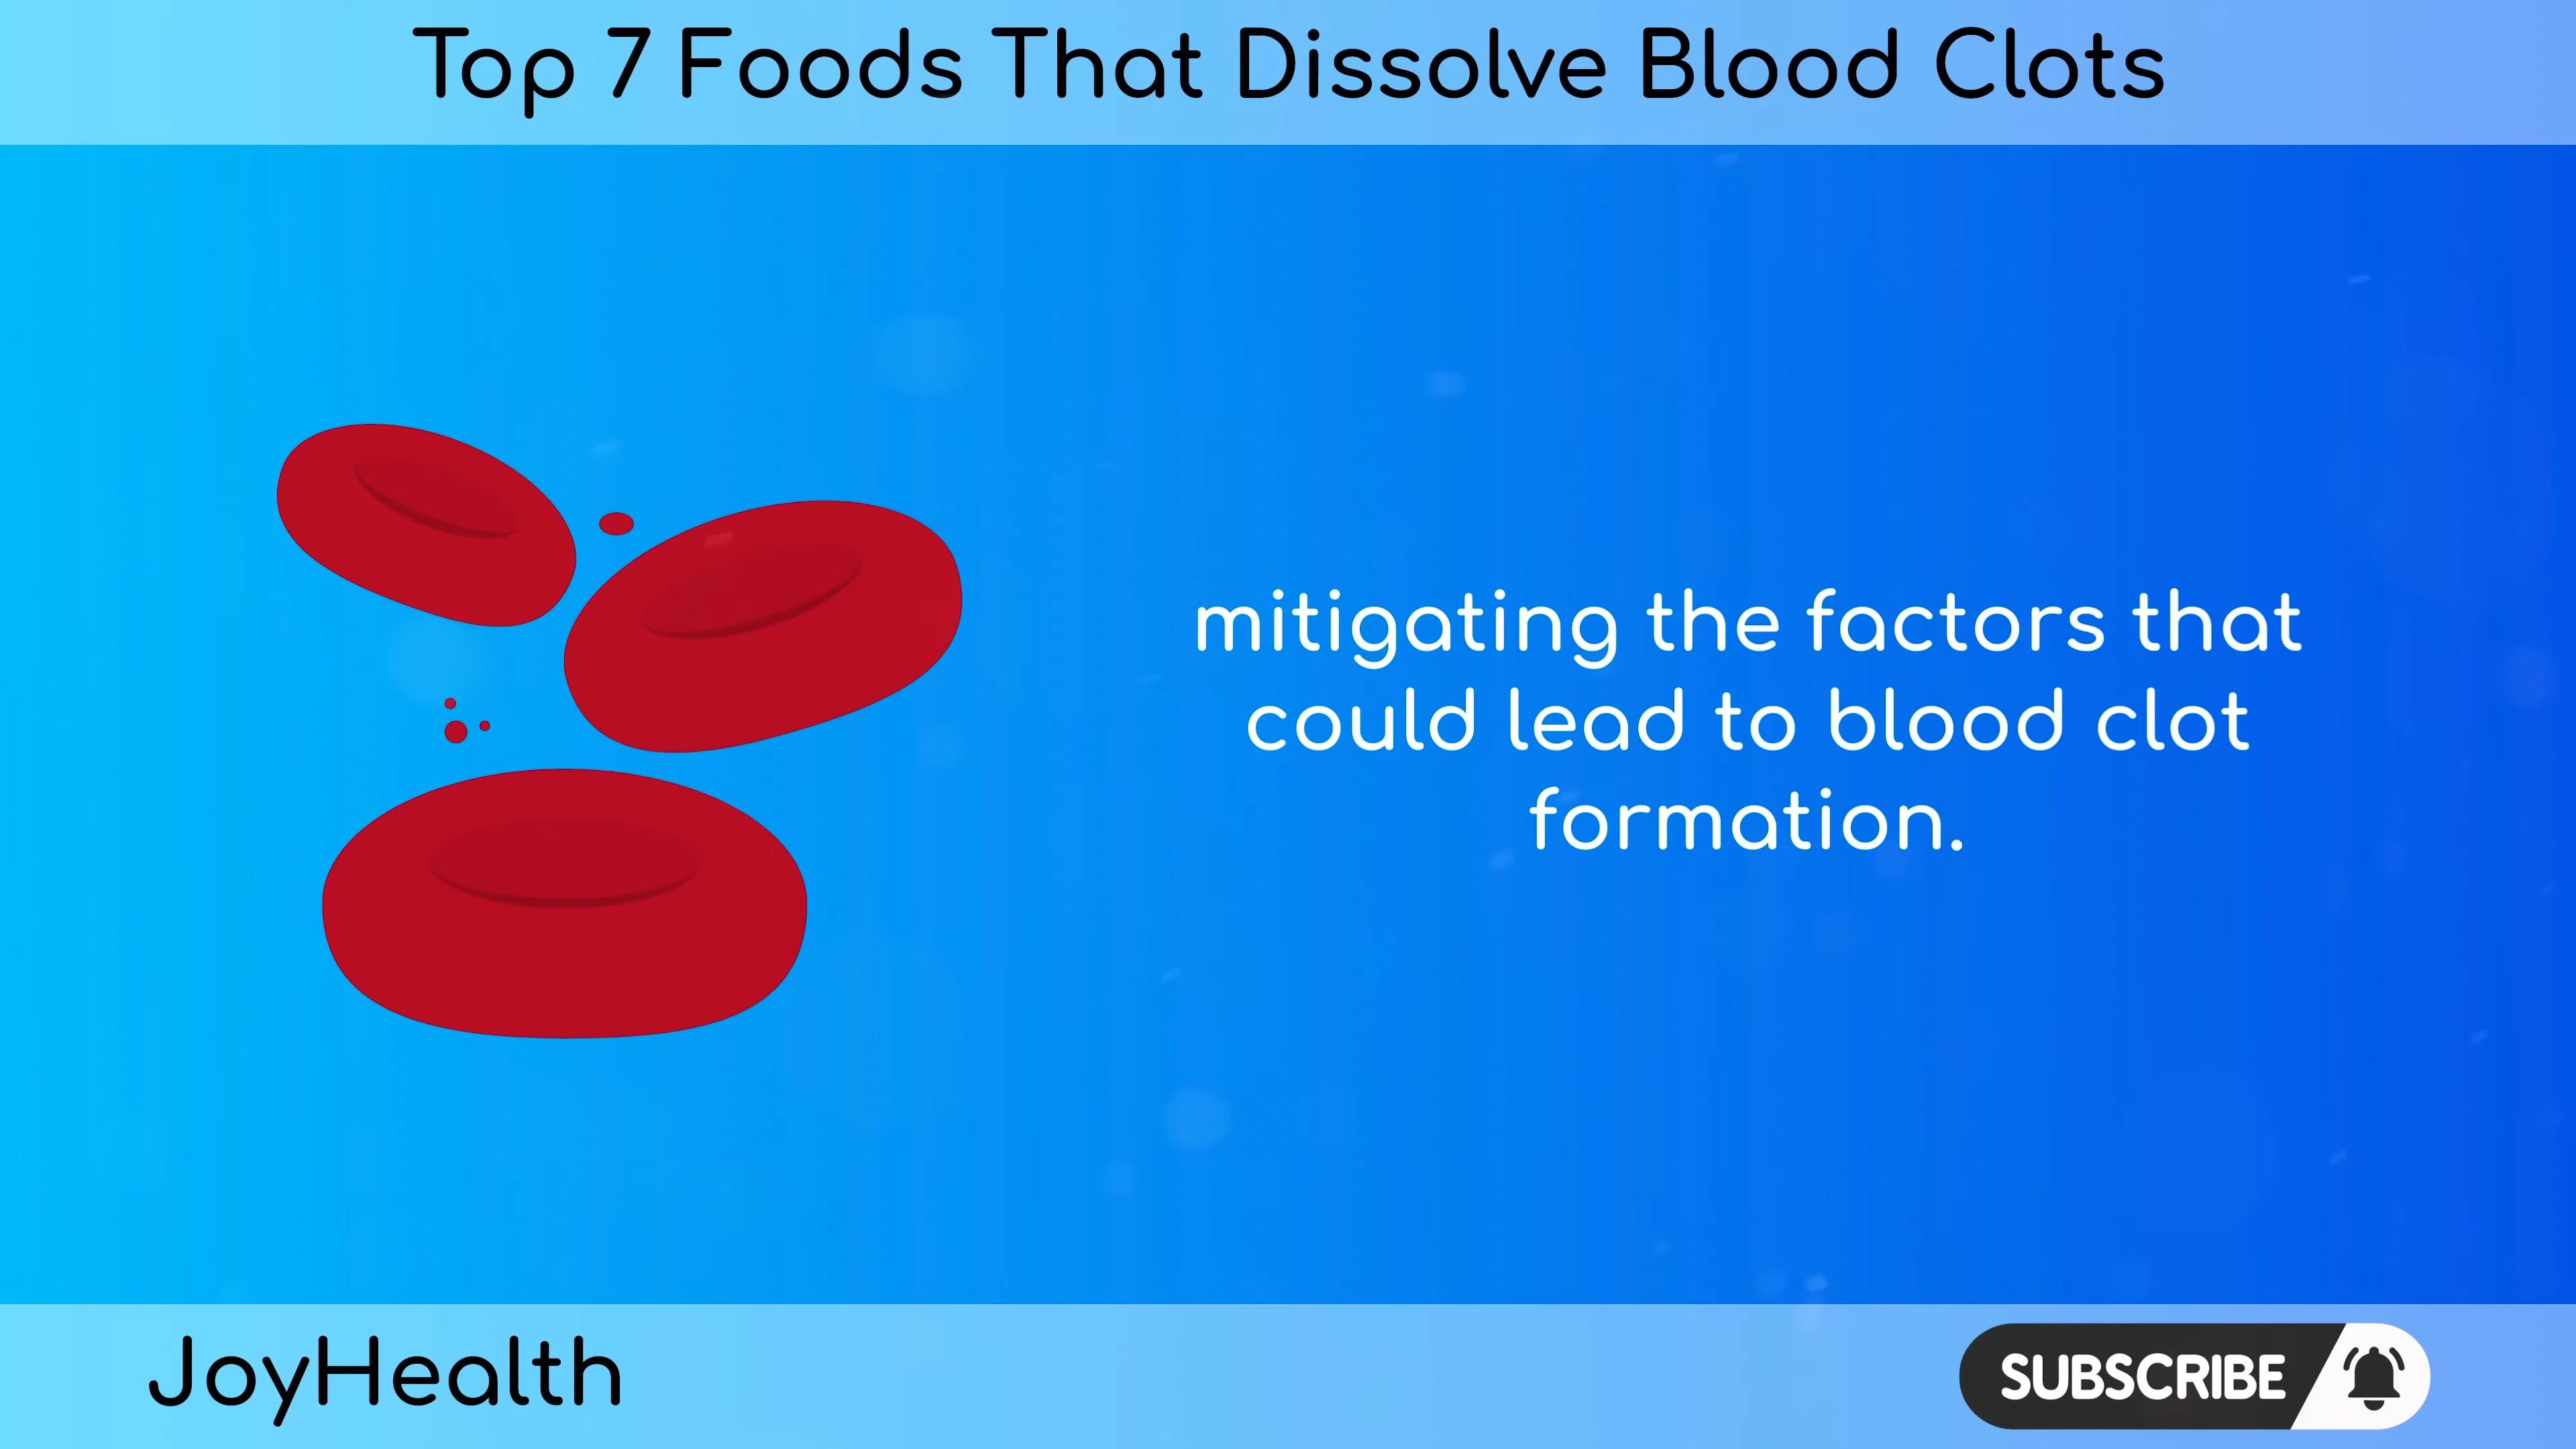 Top 7 Foods That Dissolve Blood Clots
mitigating the factors that
could lead to blood clot
formation.
JoyHealth
SUBSCRIBE